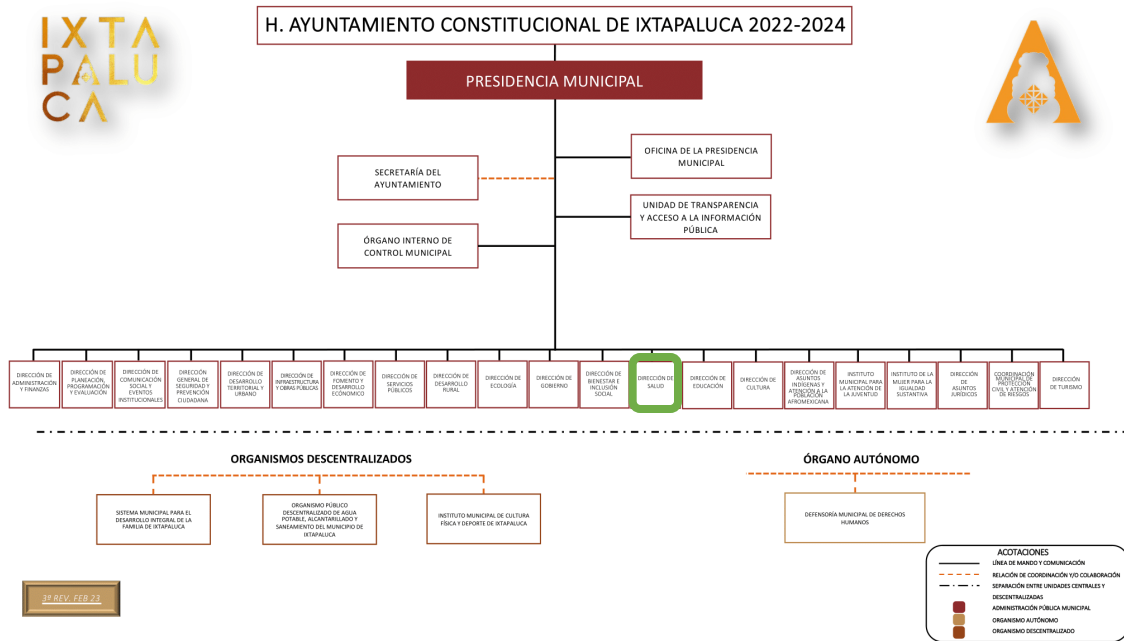 IXTA
PALU
CA
H. AYUNTAMIENTO CONSTITUCIONAL DE IXTAPALUCA 2022-2024
PRESIDENCIA MUNICIPAL
OFICINA DE LA PRESIDENCIA
MUNICIPAL
SECRETARÍA DEL
AYUNTAMIENTO
UNIDAD DE TRANSPARENCIA
Y ACCESO A LA INFORMACIÓN
PÚBLICA
ÓRGANO INTERNO DE
CONTROL MUNICIPAL
DIRECCIÓN DE
ADMINISTRACIÓN
Y FINANZAS
DIRECCIÓN DE
PLANEACIÓN,
PROGRAMACIÓN
Y EVALUACIÓN
DIRECCIÓN DE
COMUNICACIÓN
SOCIAL Y
EVENTOS
INSTITUCIONALES
DIRECCIÓN
GENERAL DE
SEGURIDAD Y
PREVENCIÓN
CIUDADANA
DIRECCIÓN DE
DESARROLLO
TERRITORIAL Y
URBANO
DIRECCIÓN DE
INFRAESTRUCTURA
Y OBRAS PÚBLICAS
DIRECCIÓN DE
FOMENTO Y
DESARROLLO
ECONÓMICO
DIRECCIÓN DE
SERVICIOS
PÚBLICOS
DIRECCIÓN DE
DESARROLLO
RURAL
DIRECCIÓN DE
ECOLOGÍA
DIRECCIÓN DE
GOBIERNO
DIRECCIÓN DE
BIENESTAR E
INCLUSIÓN
SOCIAL
DIRECCIÓN DE
SALUD
DIRECCIÓN DE
EDUCACIÓN
DIRECCIÓN DE
CULTURA
DIRECCIÓN DE
ASUNTOS
INDÍGENAS Y
ATENCIÓN A LA
POBLACIÓN
AFROMEXICANA
INSTITUTO
MUNICIPAL PARA
LA ATENCIÓN DE
LA JUVENTUD
INSTITUTO DE LA
MUJER PARA LA
IGUALDAD
SUSTANTIVA
DIRECCIÓN
DE
ASUNTOS
JURÍDICOS
COORDINACIÓN
MUNICIPAL DE
PROTECCIÓN
CIVIL Y ATENCIÓN
DE RIESGOS
DIRECCIÓN
DE TURISMO
ORGANISMOS DESCENTRALIZADOS
SISTEMA MUNICIPAL PARA EL
DESARROLLO INTEGRAL DE LA
FAMILIA DE IXTAPALUCA
ORGANISMO PÚBLICO
DESCENTRALIZADO DE AGUA
POTABLE, ALCANTARILLADO Y
SANEAMIENTO DEL MUNICIPIO DE
IXTAPALUCA
INSTITUTO MUNICIPAL DE CULTURA
FÍSICA Y DEPORTE DE IXTAPALUCA
ÓRGANO AUTÓNOMO
DEFENSORÍA MUNICIPAL DE DERECHOS
HUMANOS
3ª REV. FEB 23
ACOTACIONES
LÍNEA DE MANDO Y COMUNICACIÓN
RELACIÓN DE COORDINACIÓN Y/O COLABORACIÓN
SEPARACIÓN ENTRE UNIDADES CENTRALES Y
DESCENTRALIZADAS
ADMINISTRACIÓN PÚBLICA MUNICIPAL
ORGANISMO AUTÓNOMO
ORGANISMO DESCENTRALIZADO